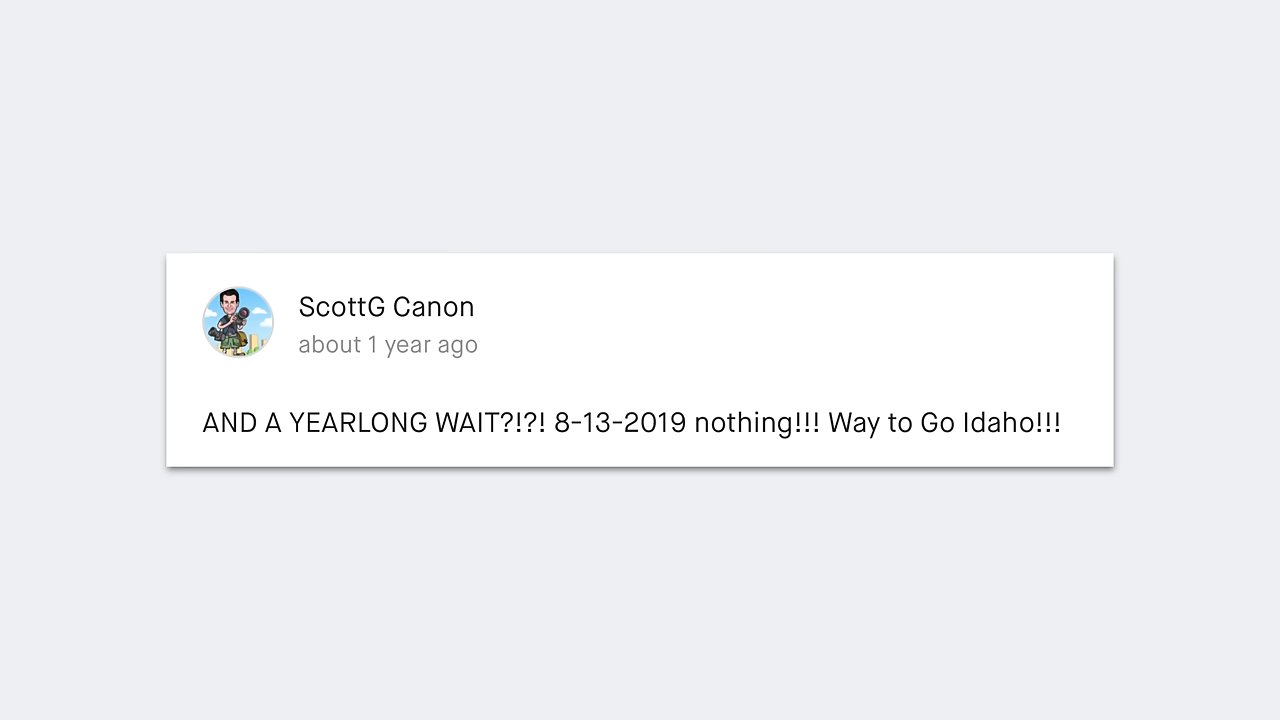 ScottG Canon
about 1 year ago
AND A YEARLONG WAIT?!?! 8-13-2019 nothing!!! Way to Go Idaho!!!